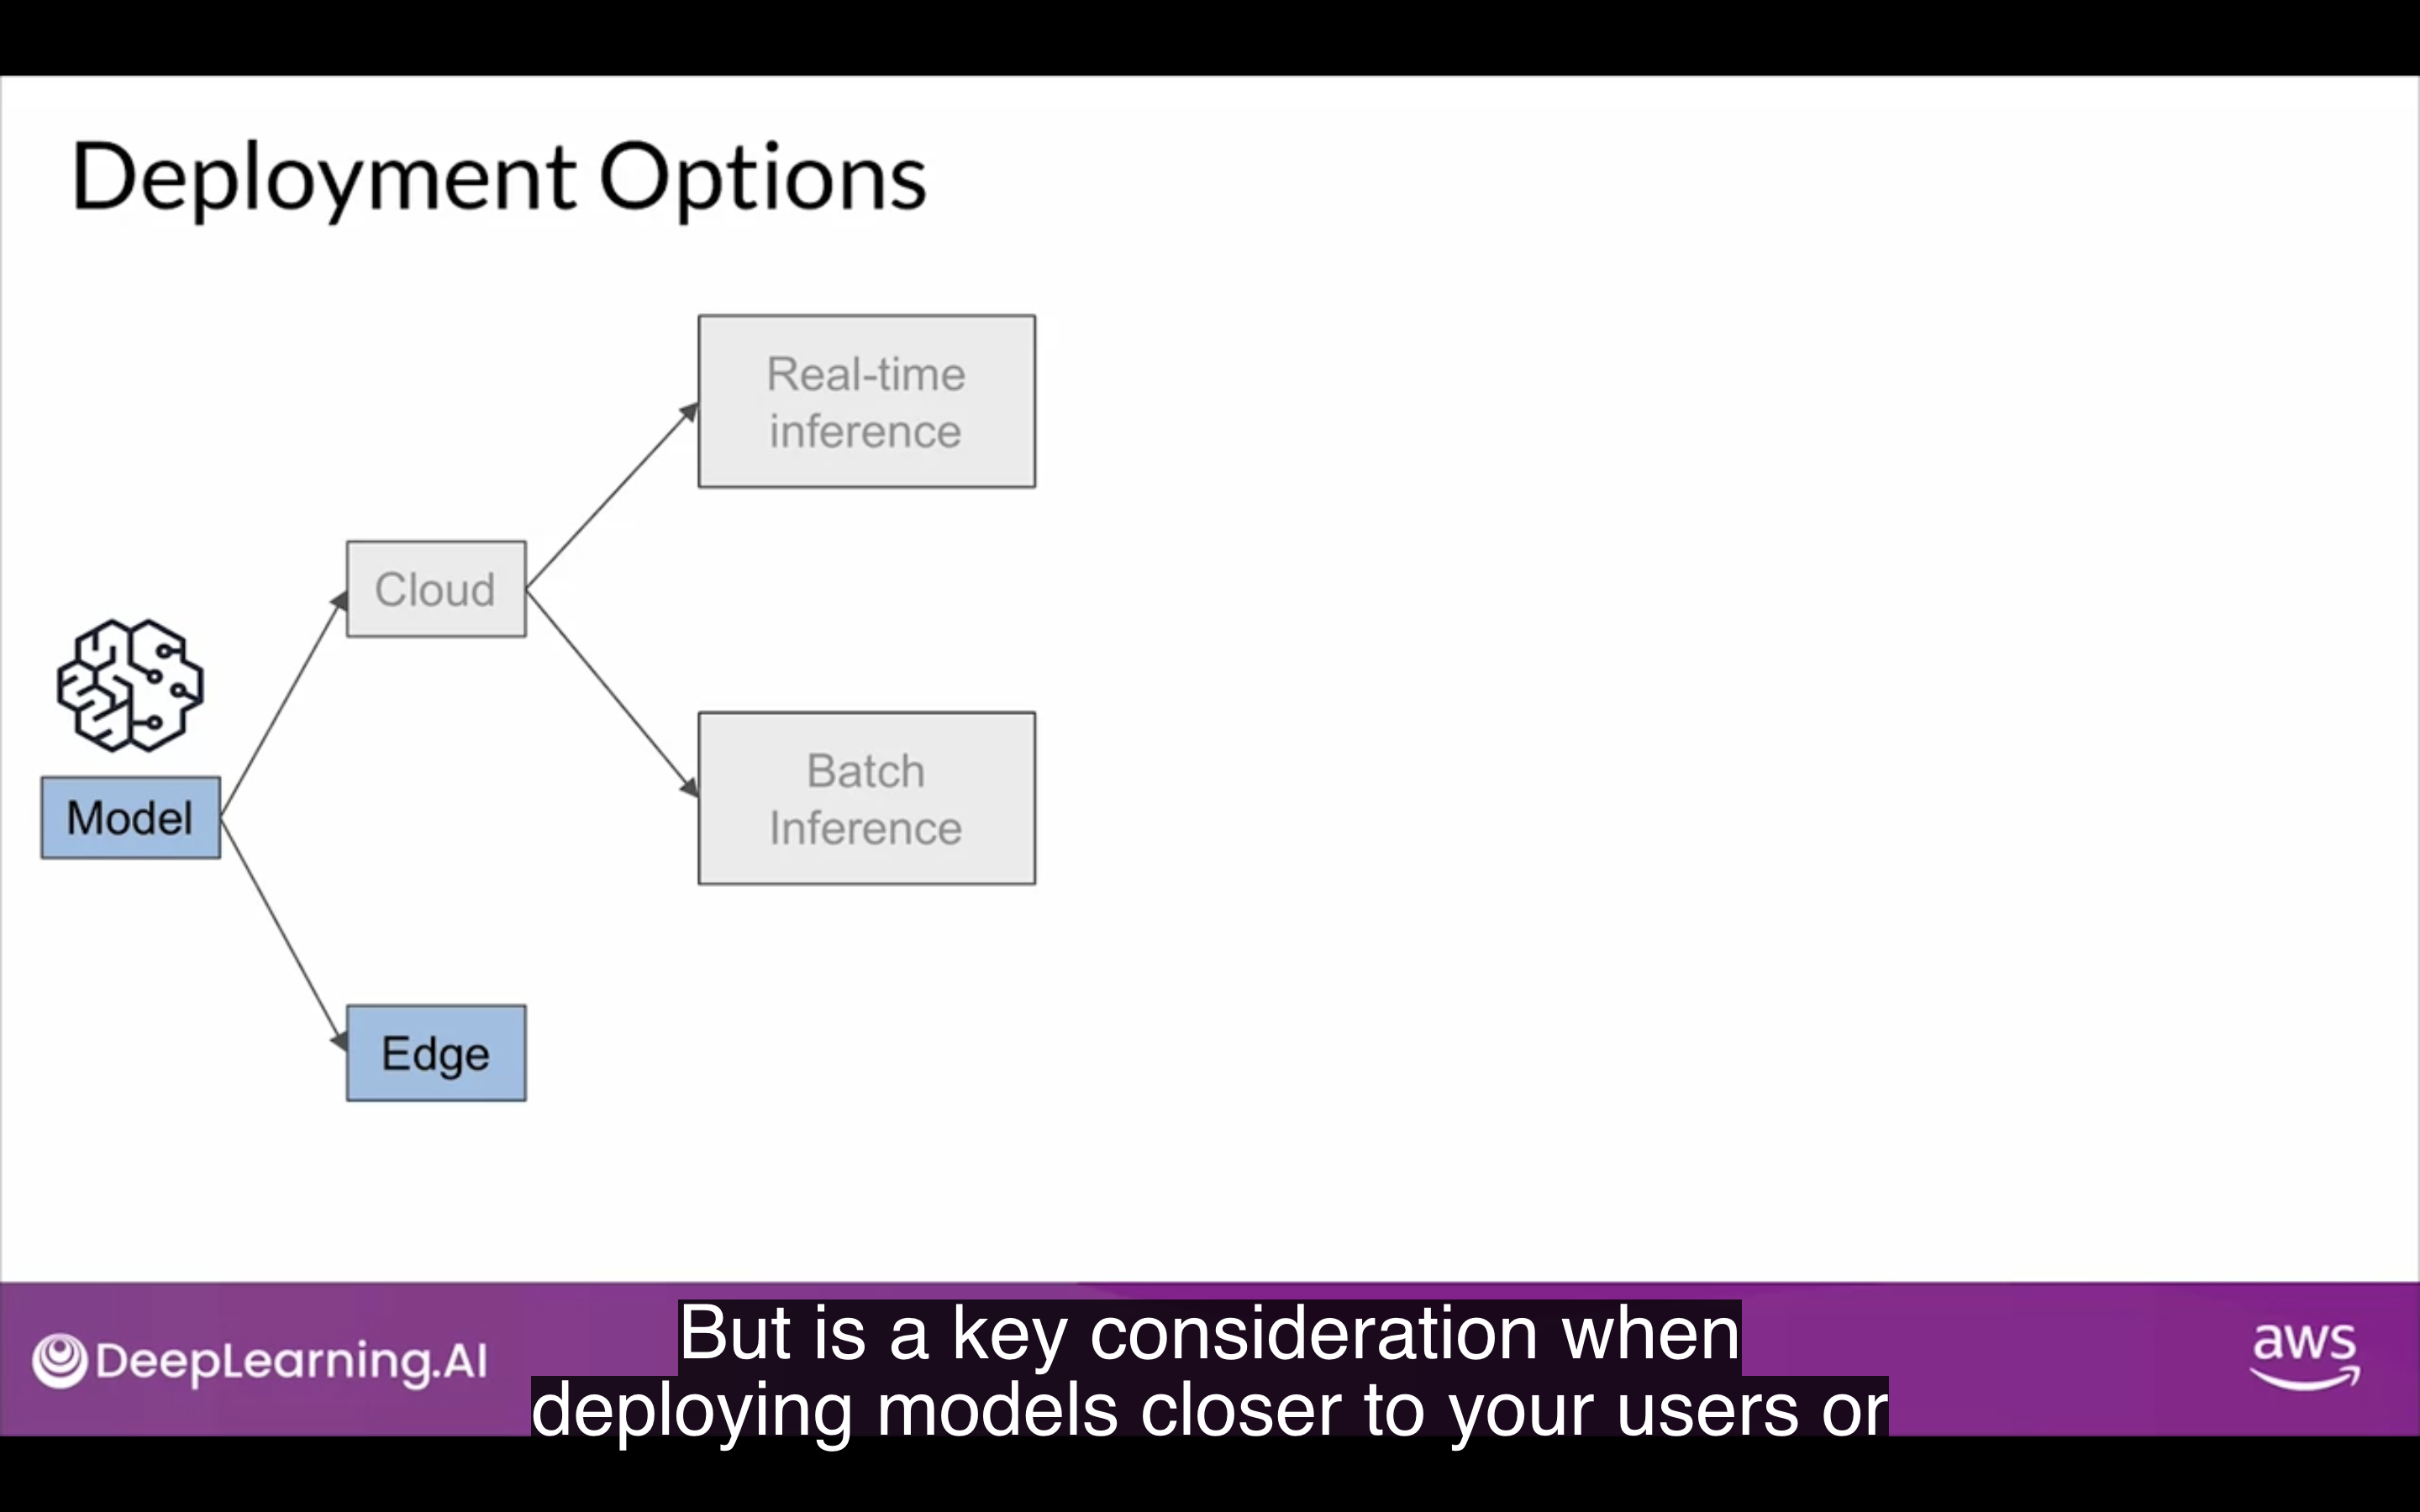 Deployment Options
Real-time
inference
Cloud
Batch
Inference
Model
Edge
DeepLearning.AI
But is a key consideration when
deploying models closer to your users or
aws